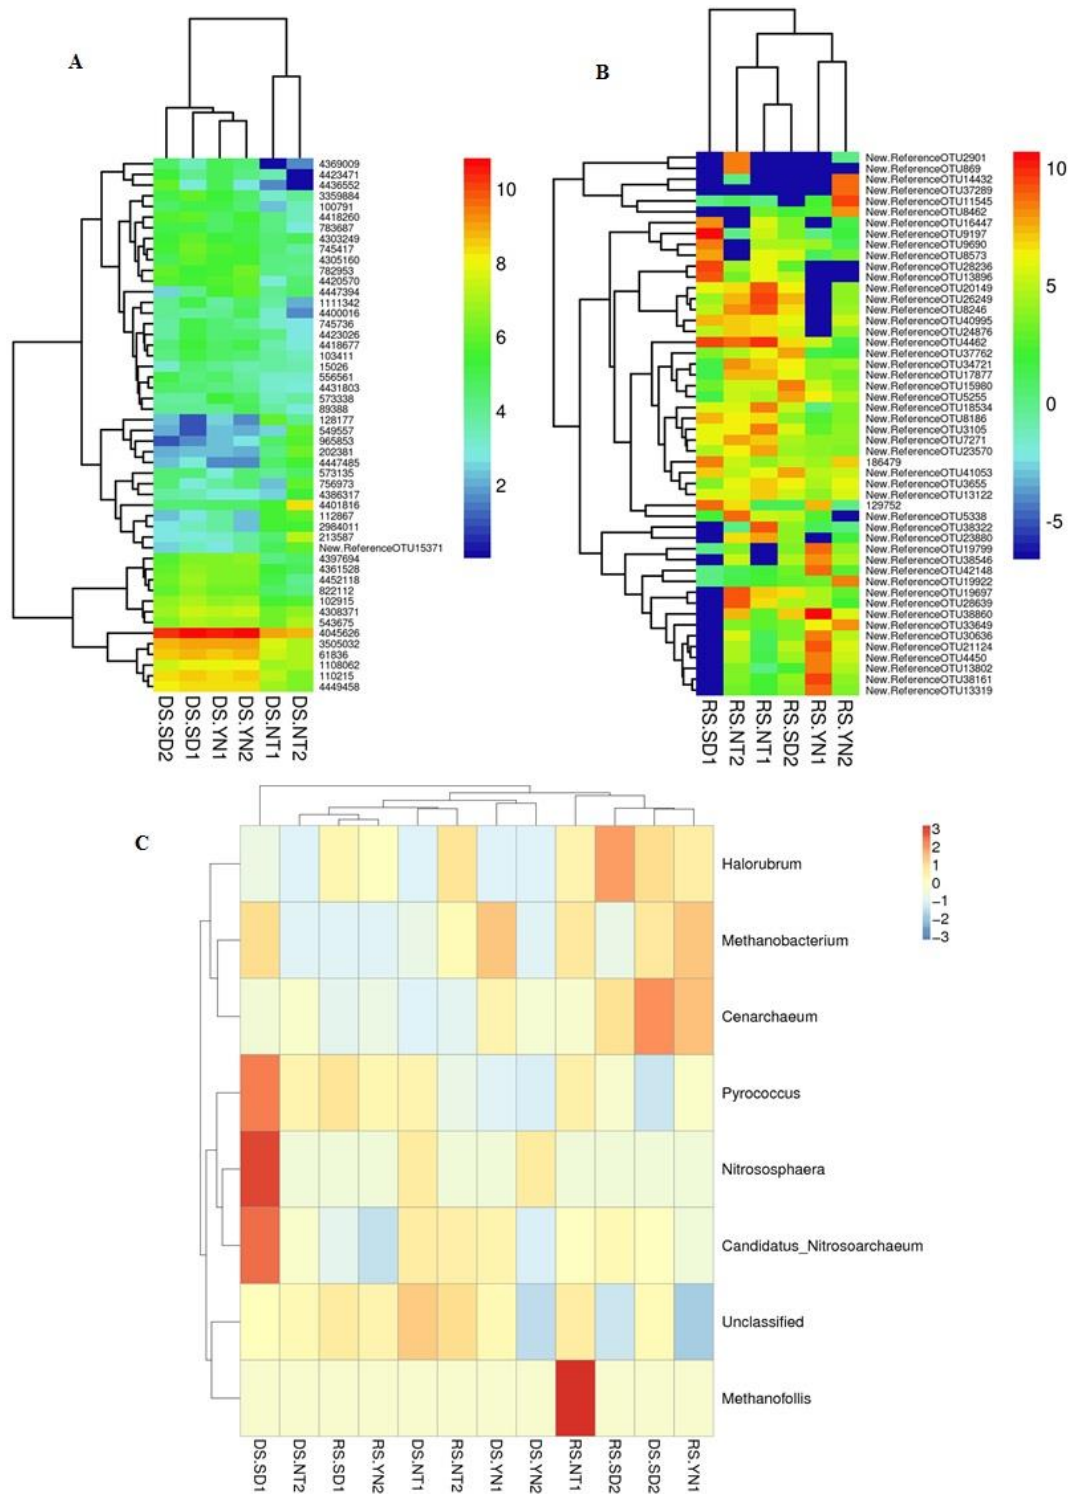 A
4369009
4423471
4436552
3359884
100791
4418260
783687
4303249
745417
4305160
782953
4420570
4447394
1111342
4400016
745736
4423026
4418677
103411
15026
556561
4431803
573338
89388
128177
549557
965853
202381
4447485
573135
756973
4386317
4401816
112867
2984011
213587
New.ReferenceOTU15371
4397694
4361528
4452118
822112
102915
4308371
543675
4045626
3505032
61836
1108062
110215
4449458
10
8
6
4
2
DS.SD2
DS.SD1
DS.YN1
DS.YN2
DS.NT1
DS.NT2
B
New.ReferenceOTU2901
New.ReferenceOTU869
New.ReferenceOTU14432
New.ReferenceOTU37289
New.ReferenceOTU11545
New.ReferenceOTU8462
New.ReferenceOTU16447
New.ReferenceOTU9197
New.ReferenceOTU9690
New.ReferenceOTU8573
New.ReferenceOTU28236
New.ReferenceOTU13896
New.ReferenceOTU20149
New.ReferenceOTU26249
New.ReferenceOTU8246
New.ReferenceOTU40995
New.ReferenceOTU24876
New.ReferenceOTU4462
New.ReferenceOTU37762
New.ReferenceOTU34721
New.ReferenceOTU17877
New.ReferenceOTU15980
New.ReferenceOTU5255
New.ReferenceOTU18534
New.ReferenceOTU8186
New.ReferenceOTU3105
New.ReferenceOTU7271
New.ReferenceOTU23570
186479
New.ReferenceOTU41053
New.ReferenceOTU3655
New.ReferenceOTU13122
129752
New.ReferenceOTU5338
New.ReferenceOTU38322
New.ReferenceOTU23880
New.ReferenceOTU19799
New.ReferenceOTU38546
New.ReferenceOTU42148
New.ReferenceOTU19922
New.ReferenceOTU19697
New.ReferenceOTU28639
New.ReferenceOTU38860
New.ReferenceOTU33649
New.ReferenceOTU30636
New.ReferenceOTU21124
New.ReferenceOTU4450
New.ReferenceOTU13802
New.ReferenceOTU38161
New.ReferenceOTU13319
10
5
0
-5
RS.SD1
RS.NT2
RS.NT1
RS.SD2
RS.YN1
RS.YN2
C
3
2
1
0
−1
−2
−3
Halorubrum
Methanobacterium
Cenarchaeum
Pyrococcus
Nitrososphaera
Candidatus_Nitrosoarchaeum
Unclassified
Methanofollis
DS.SD1
DS.NT2
RS.SD1
RS.YN2
DS.NT1
RS.NT2
DS.YN1
DS.YN2
RS.NT1
RS.SD2
DS.SD2
RS.YN1